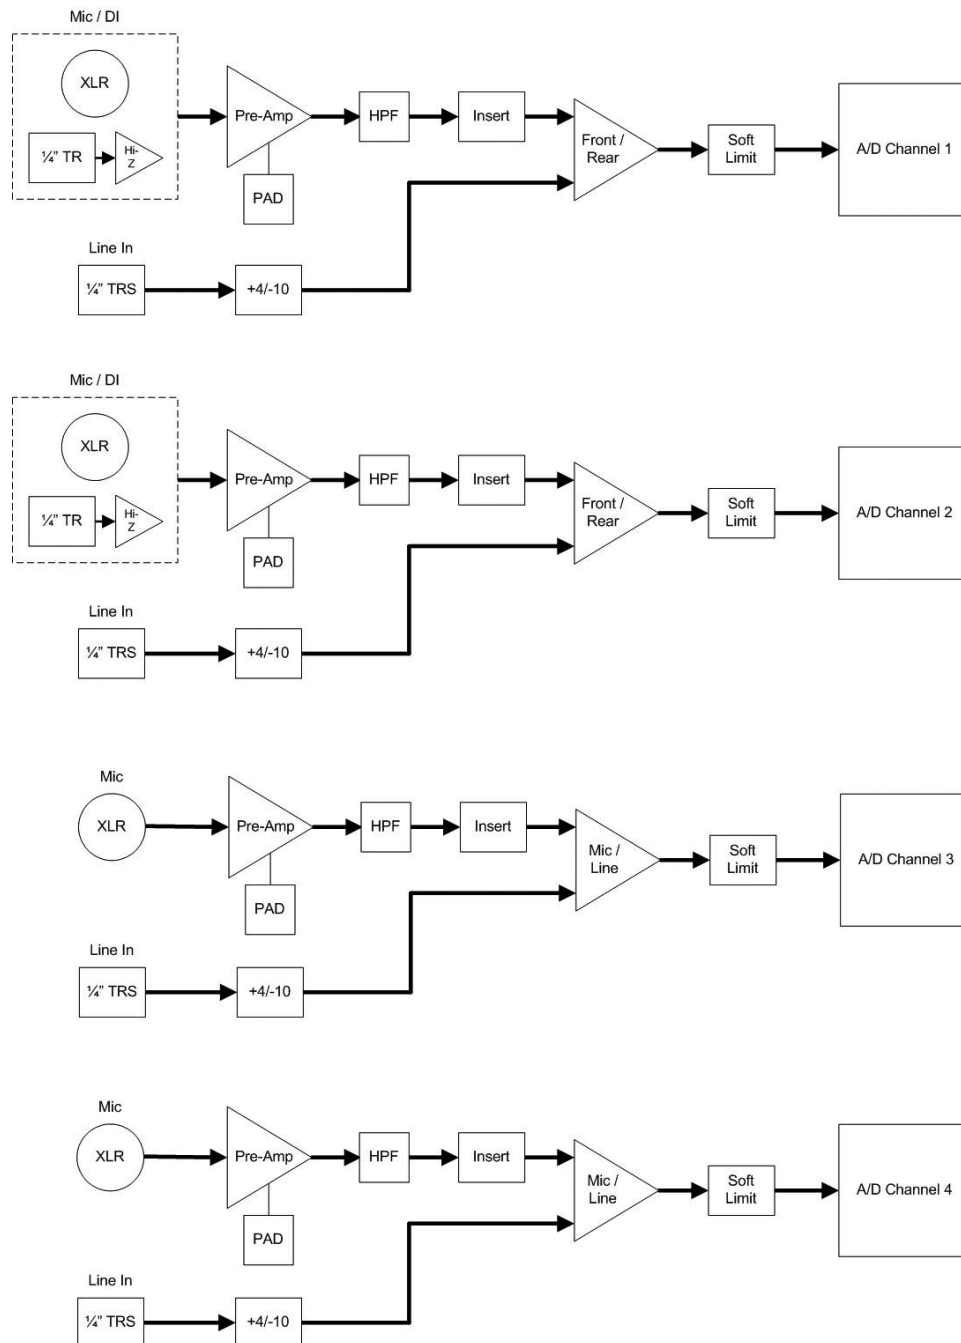 Mic / DI
XLR
¼” TR
Hi-
Z
Pre-Amp
PAD
HPF
Insert
Front /
Rear
Soft
Limit
A/D Channel 1
Line In
¼” TRS
+4/-10
Mic / DI
XLR
¼” TR
Hi-
Z
Pre-Amp
PAD
HPF
Insert
Front /
Rear
Soft
Limit
A/D Channel 2
Line In
¼” TRS
+4/-10
Mic
XLR
Pre-Amp
PAD
HPF
Insert
Mic /
Line
Soft
Limit
A/D Channel 3
Line In
¼” TRS
+4/-10
Mic
XLR
Pre-Amp
PAD
HPF
Insert
Mic /
Line
Soft
Limit
A/D Channel 4
Line In
¼” TRS
+4/-10